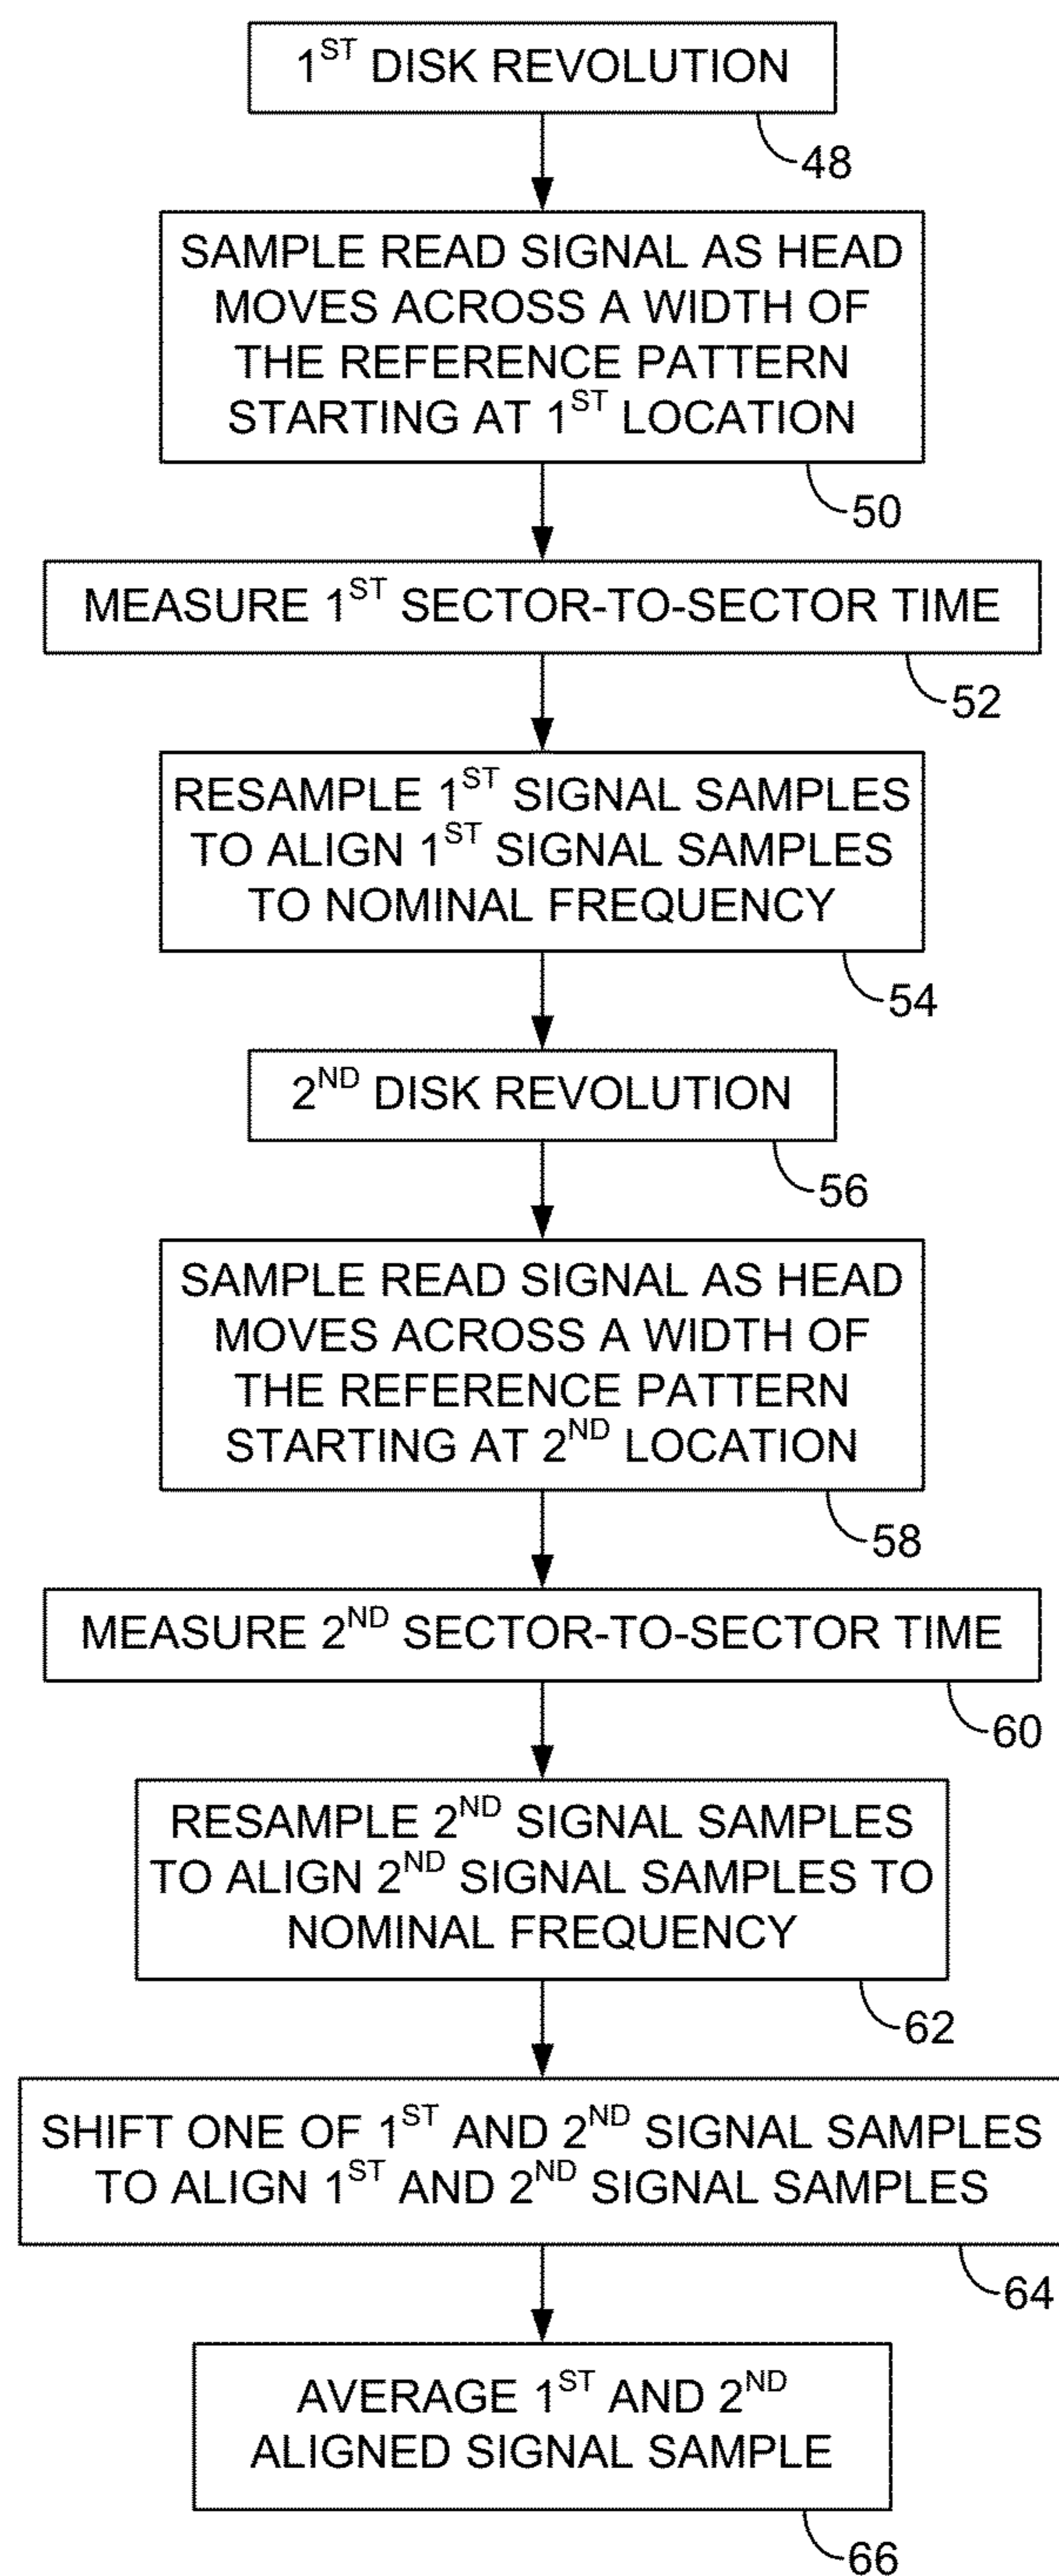 1ST DISK REVOLUTION
48
SAMPLE READ SIGNAL AS HEAD
MOVES ACROSS A WIDTH OF
THE REFERENCE PATTERN
STARTING AT 1ST LOCATION
50
MEASURE 1ST SECTOR-TO-SECTOR TIME
52
RESAMPLE 1ST SIGNAL SAMPLES
TO ALIGN 1ST SIGNAL SAMPLES
TO NOMINAL FREQUENCY
54
2ND DISK REVOLUTION
56
SAMPLE READ SIGNAL AS HEAD
MOVES ACROSS A WIDTH OF
THE REFERENCE PATTERN
STARTING AT 2ND LOCATION
58
MEASURE 2ND SECTOR-TO-SECTOR TIME
60
RESAMPLE 2ND SIGNAL SAMPLES
TO ALIGN 2ND SIGNAL SAMPLES TO
NOMINAL FREQUENCY
62
SHIFT ONE OF 1ST AND 2ND SIGNAL SAMPLES
TO ALIGN 1ST AND 2ND SIGNAL SAMPLES
64
AVERAGE 1ST AND 2ND
ALIGNED SIGNAL SAMPLE
66